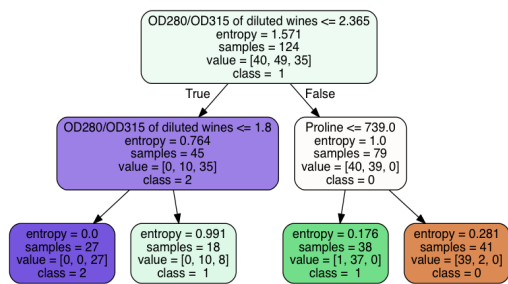 OD280/OD315 of diluted wines <= 2.365
entropy = 1.571
samples = 124
value = [40, 49, 35]
class = 1
True
False
OD280/OD315 of diluted wines <= 1.8
entropy = 0.764
samples = 45
value = [0, 10, 35]
class = 2
Proline <= 739.0
entropy = 1.0
samples = 79
value = [40, 39, 0]
class = 0
entropy = 0.0
samples = 27
value = [0, 0, 27]
class = 2
entropy = 0.991
samples = 18
value = [0, 10, 8]
class = 1
entropy = 0.176
samples = 38
value = [1, 37, 0]
class = 1
entropy = 0.281
samples = 41
value = [39, 2, 0]
class = 0